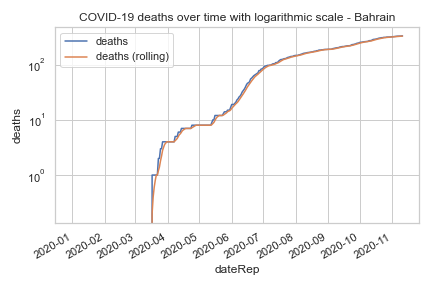 COVID-19 deaths over time with logarithmic scale - Bahrain
deaths
deaths (rolling)
10²
10¹
10⁰
deaths
2020-01
2020-02
2020-03
2020-04
2020-05
2020-06
2020-07
2020-08
2020-09
2020-10
2020-11
dateRep